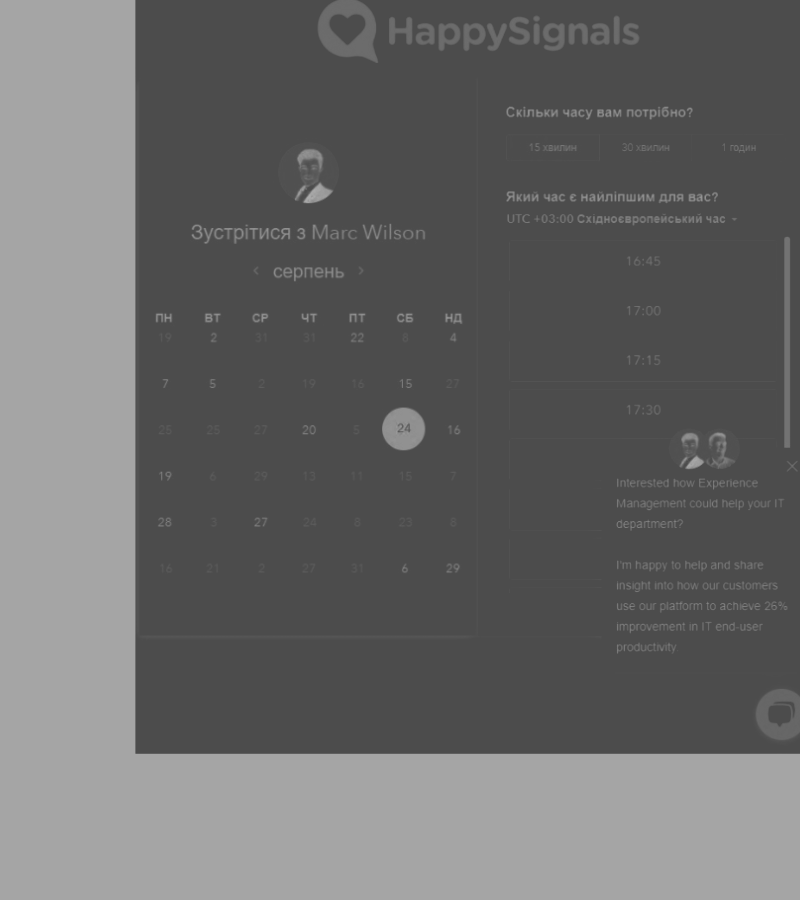 HappySignals
Зустрітися з Marc Wilson
‹ серпень ›
ПН ВТ СР ЧТ ПТ СБ НД
19 2 31 31 22 8 4
7 5 2 19 16 15 27
25 25 27 20 5 24 16
19 6 29 13 11 15 7
28 3 27 24 8 23 8
16 21 2 27 31 6 29
Скільки часу вам потрібно?
15 хвилин 30 хвилин 1 годин
Який час є найліпшим для вас?
UTC +03:00 Східноєвропейський час
16:45
17:00
17:15
17:30
Interested how Experience
Management could help your IT
department?
I'm happy to help and share
insight into how our customers
use our platform to achieve 26%
improvement in IT end-user
productivity